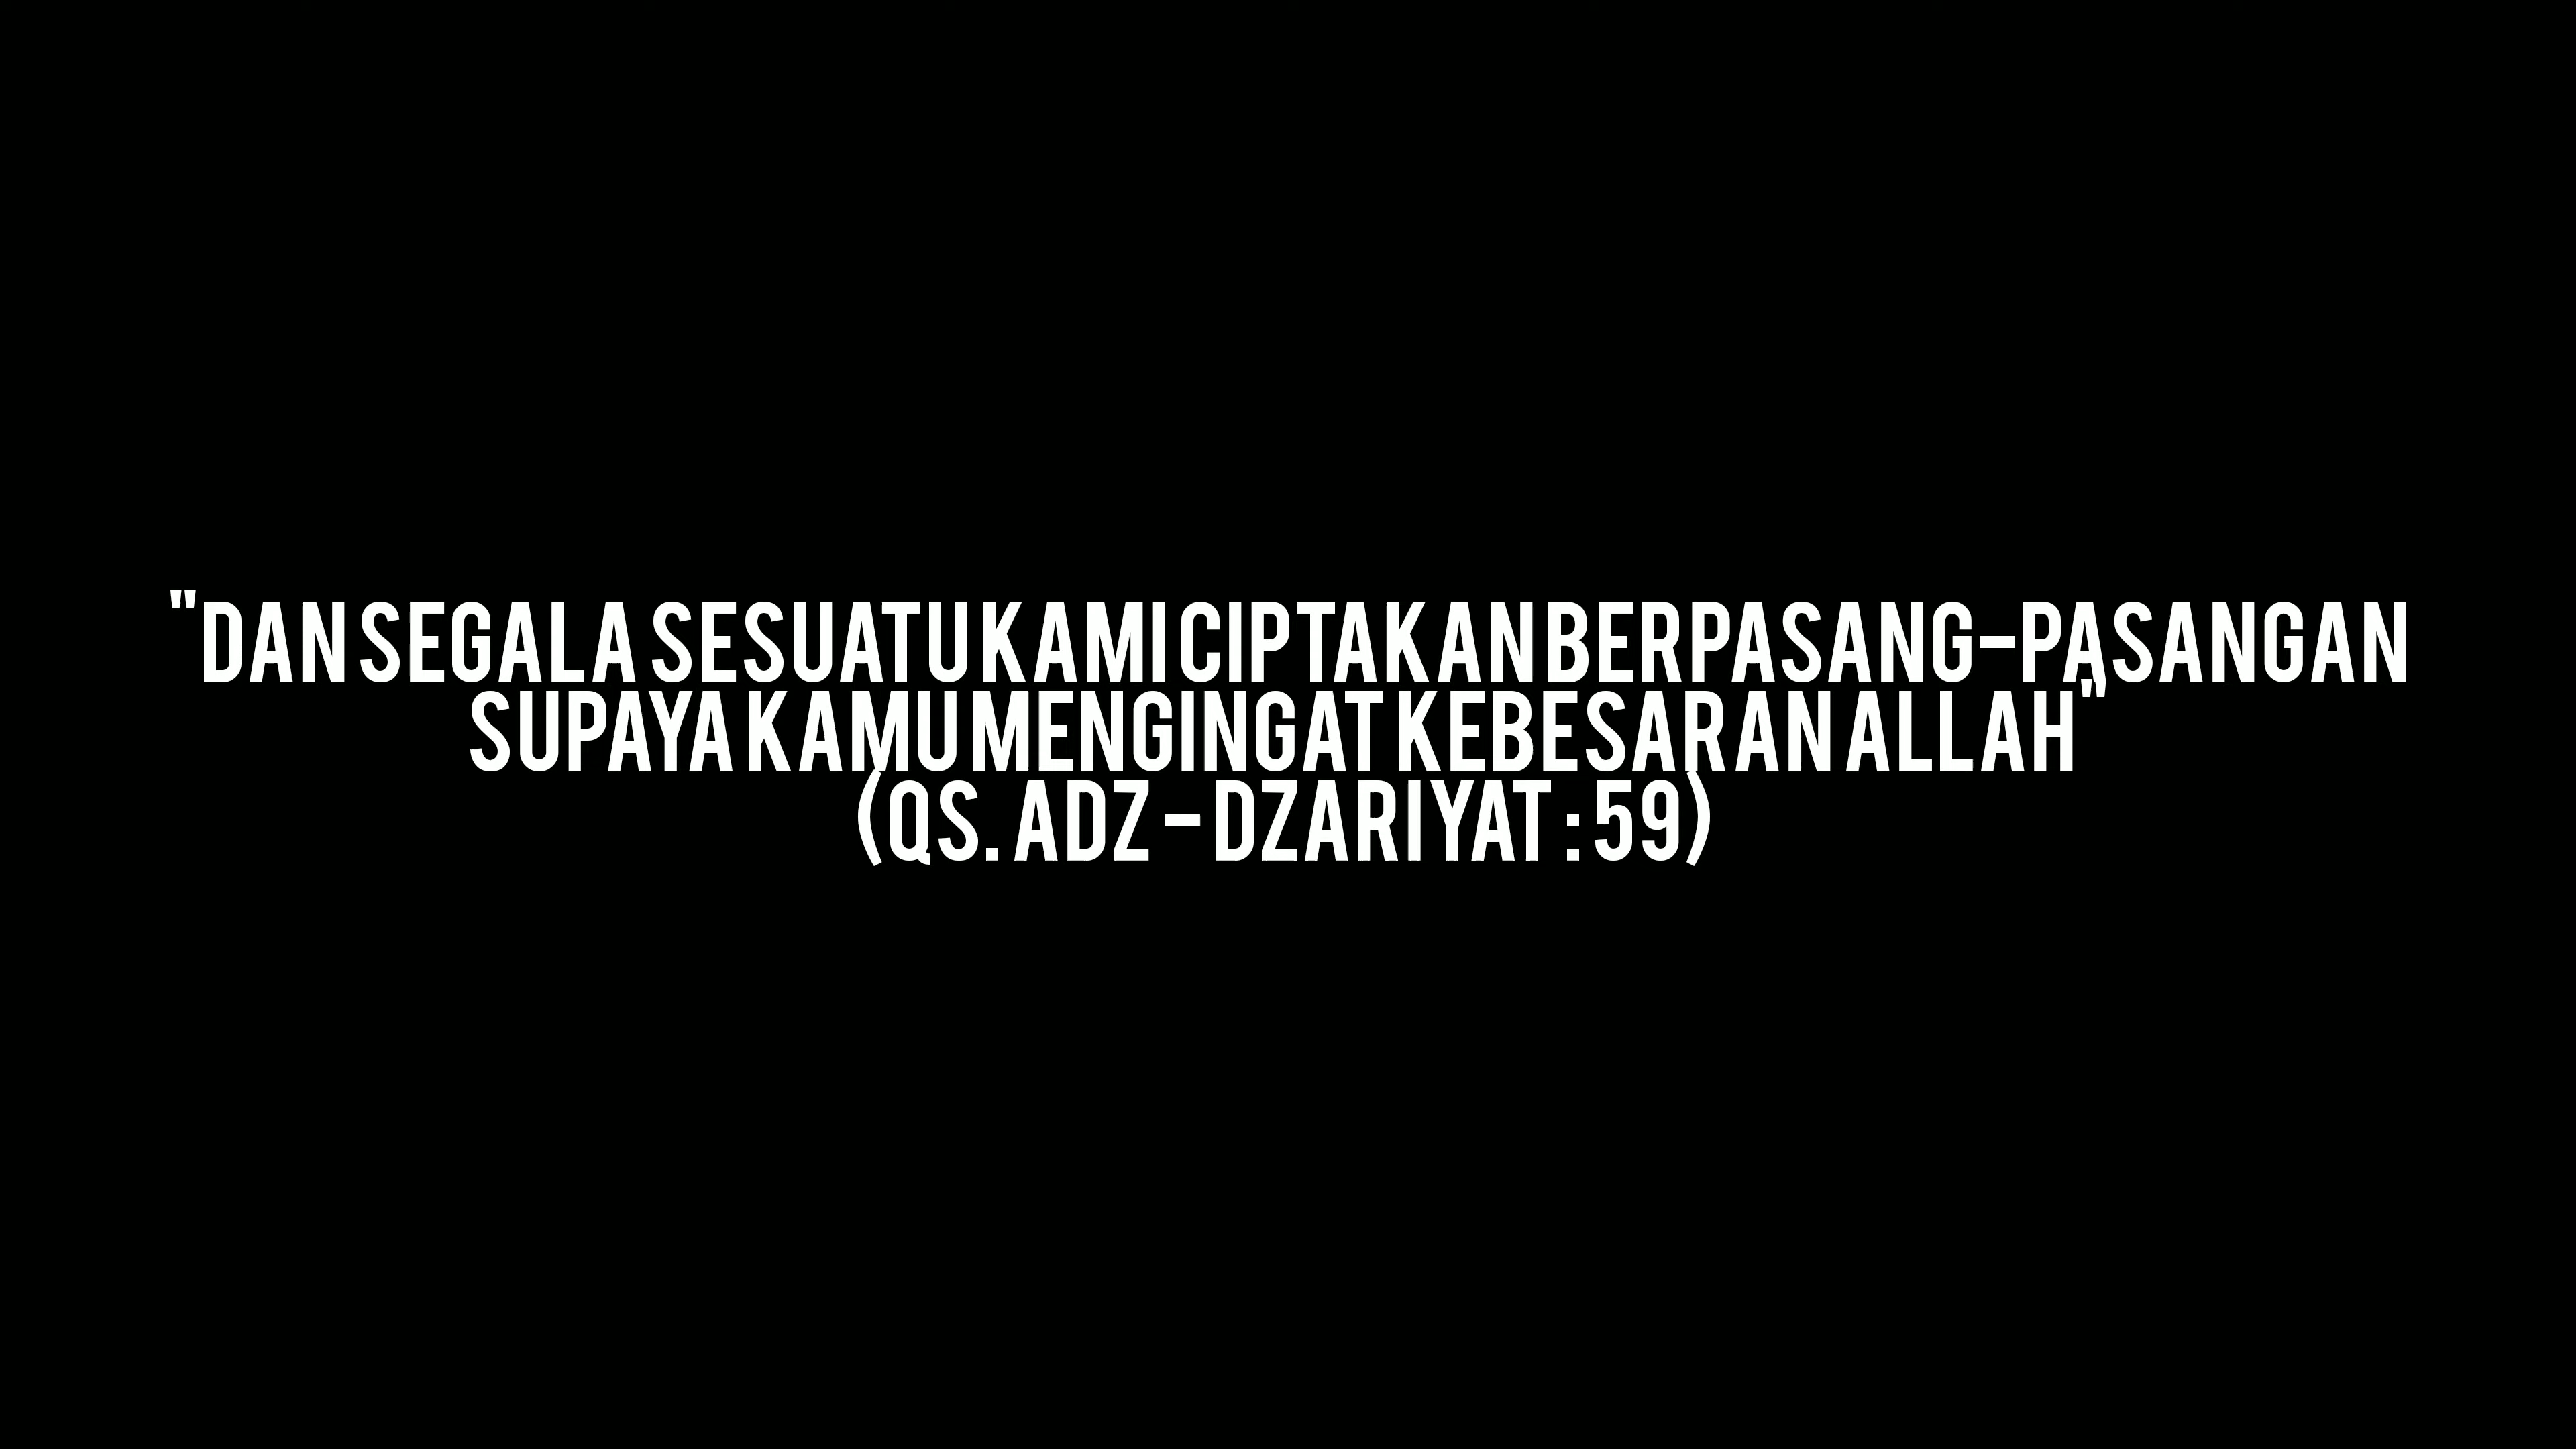 "DAN SEGALA SESUATU KAMI CIPTAKAN BERPASANG-PASANGAN
SUPAYA KAMU MENGINGAT KEBESARAN ALLAH"
(QS. ADZ - DZARIYAT : 59)